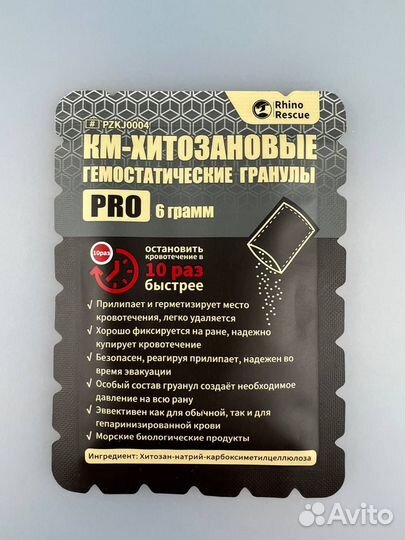 Rhino
Rescue
# PZKJ0004
КМ-ХИТОЗАНОВЫЕ
ГЕМОСТАТИЧЕСКИЕ ГРАНУЛЫ
PRO 6 грамм
10раз
остановить
кровотечение в
10 раз
быстрее
✓ Прилипает и герметизирует место
кровотечения, легко удаляется
✓ Хорошо фиксируется на ране, надежно
купирует кровотечение
✓ Безопасен, реагируя прилипает, надежен во
время эвакуации
✓ Особый состав груанул создаёт необходимое
давление на всю рану
✓ Эввективен как для обычной, так и для
гепаринизированной крови
✓ Морские биологические продукты
Ингредиент: Хитозан-натрий-карбоксиметилцеллюлоза
Avito